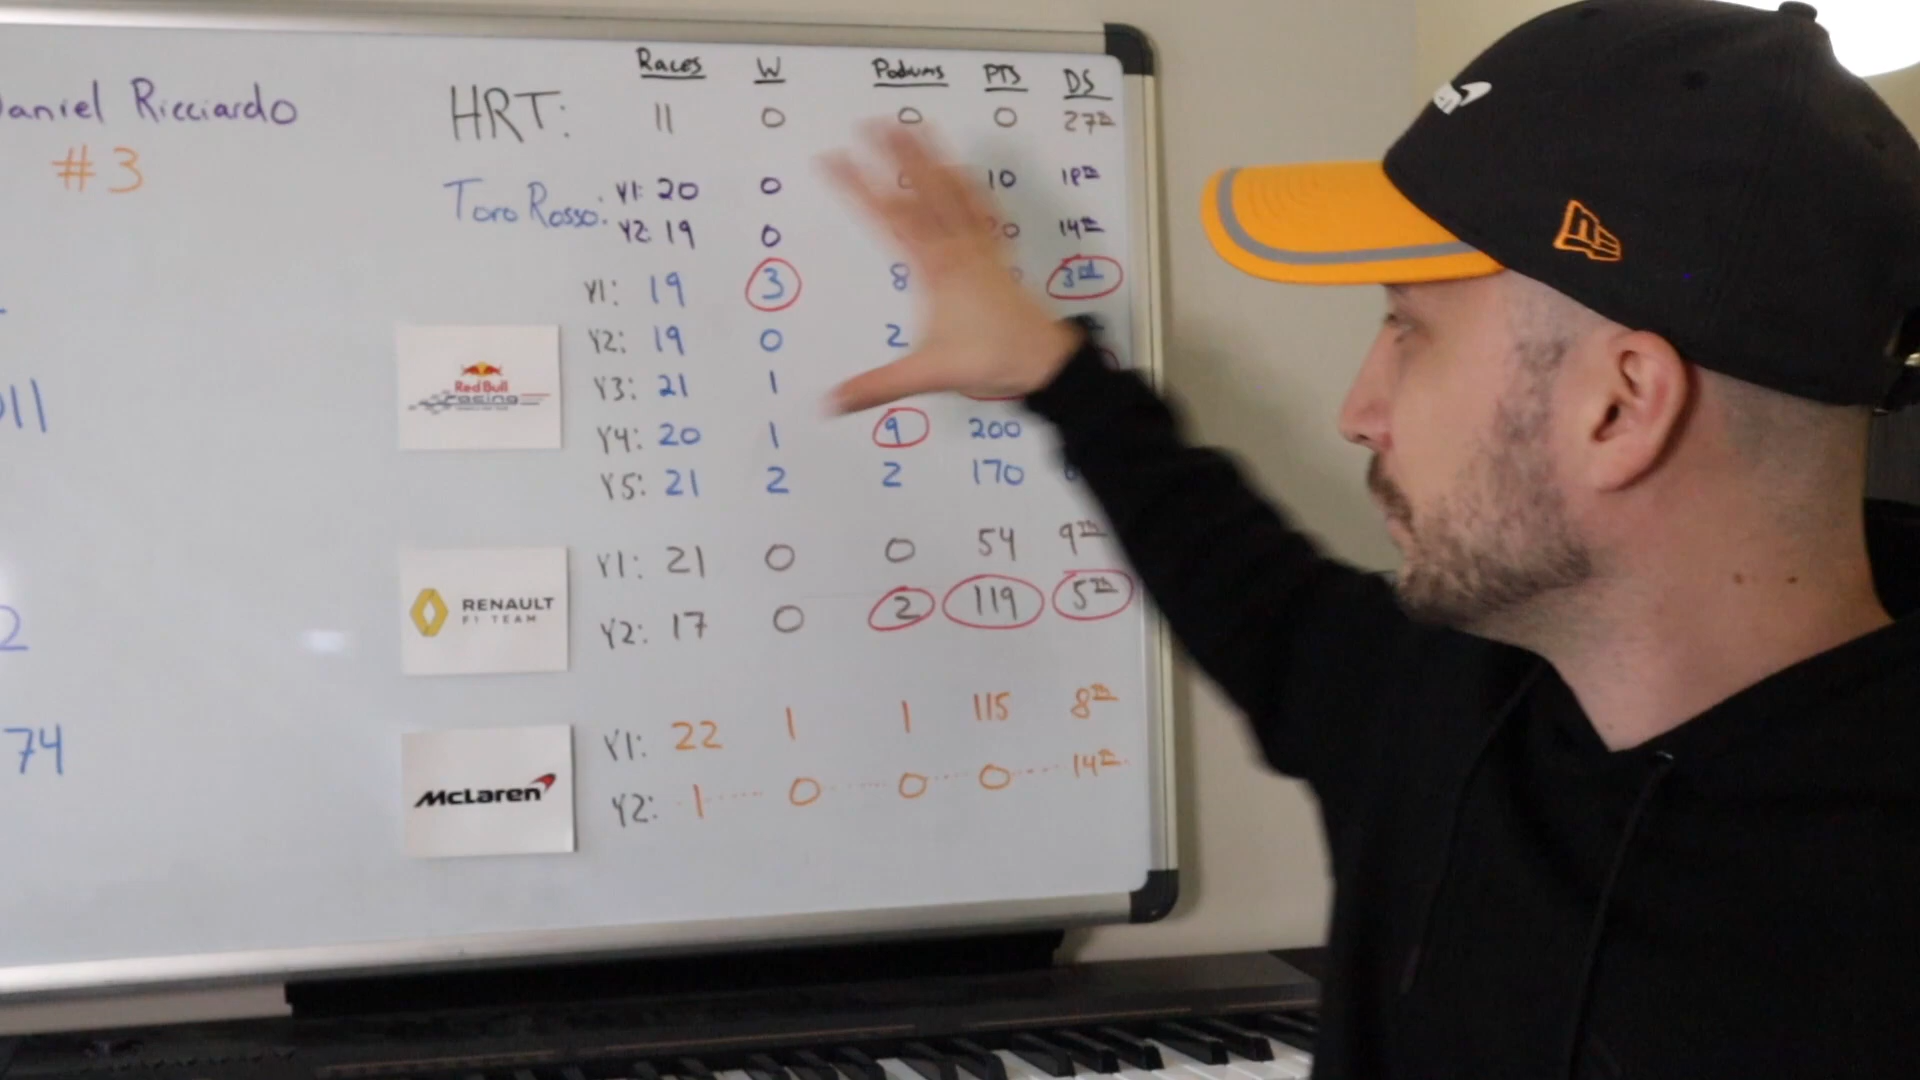 Daniel Ricciardo
#3
11
2
74
Races W Podiums PTS DS
HRT: 11 0 0 0 27th
Toro Rosso: Y1: 20 0 0 10 18th
Y2: 19 0 14th
Y1: 19 3 8 3rd
Y2: 19 0 2
Y3: 21 1
Y4: 20 1 9 200
Y5: 21 2 2 170
Red Bull
racing
Y1: 21 0 0 54 9th
Y2: 17 0 2 119 5th
RENAULT
F1 TEAM
Y1: 22 1 1 115 8th
Y2: 1 0 0 0 14th
McLaren